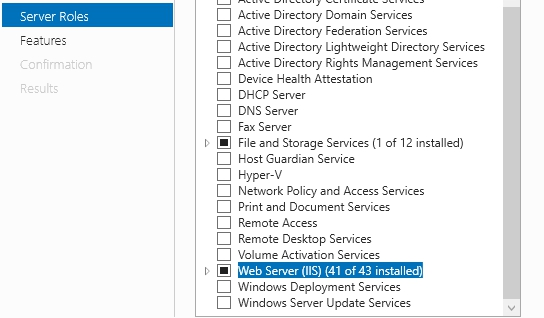 Server Roles
Features
Confirmation
Results
Active Directory Certificate Services
Active Directory Domain Services
Active Directory Federation Services
Active Directory Lightweight Directory Services
Active Directory Rights Management Services
Device Health Attestation
DHCP Server
DNS Server
Fax Server
File and Storage Services (1 of 12 installed)
Host Guardian Service
Hyper-V
Network Policy and Access Services
Print and Document Services
Remote Access
Remote Desktop Services
Volume Activation Services
Web Server (IIS) (41 of 43 installed)
Windows Deployment Services
Windows Server Update Services